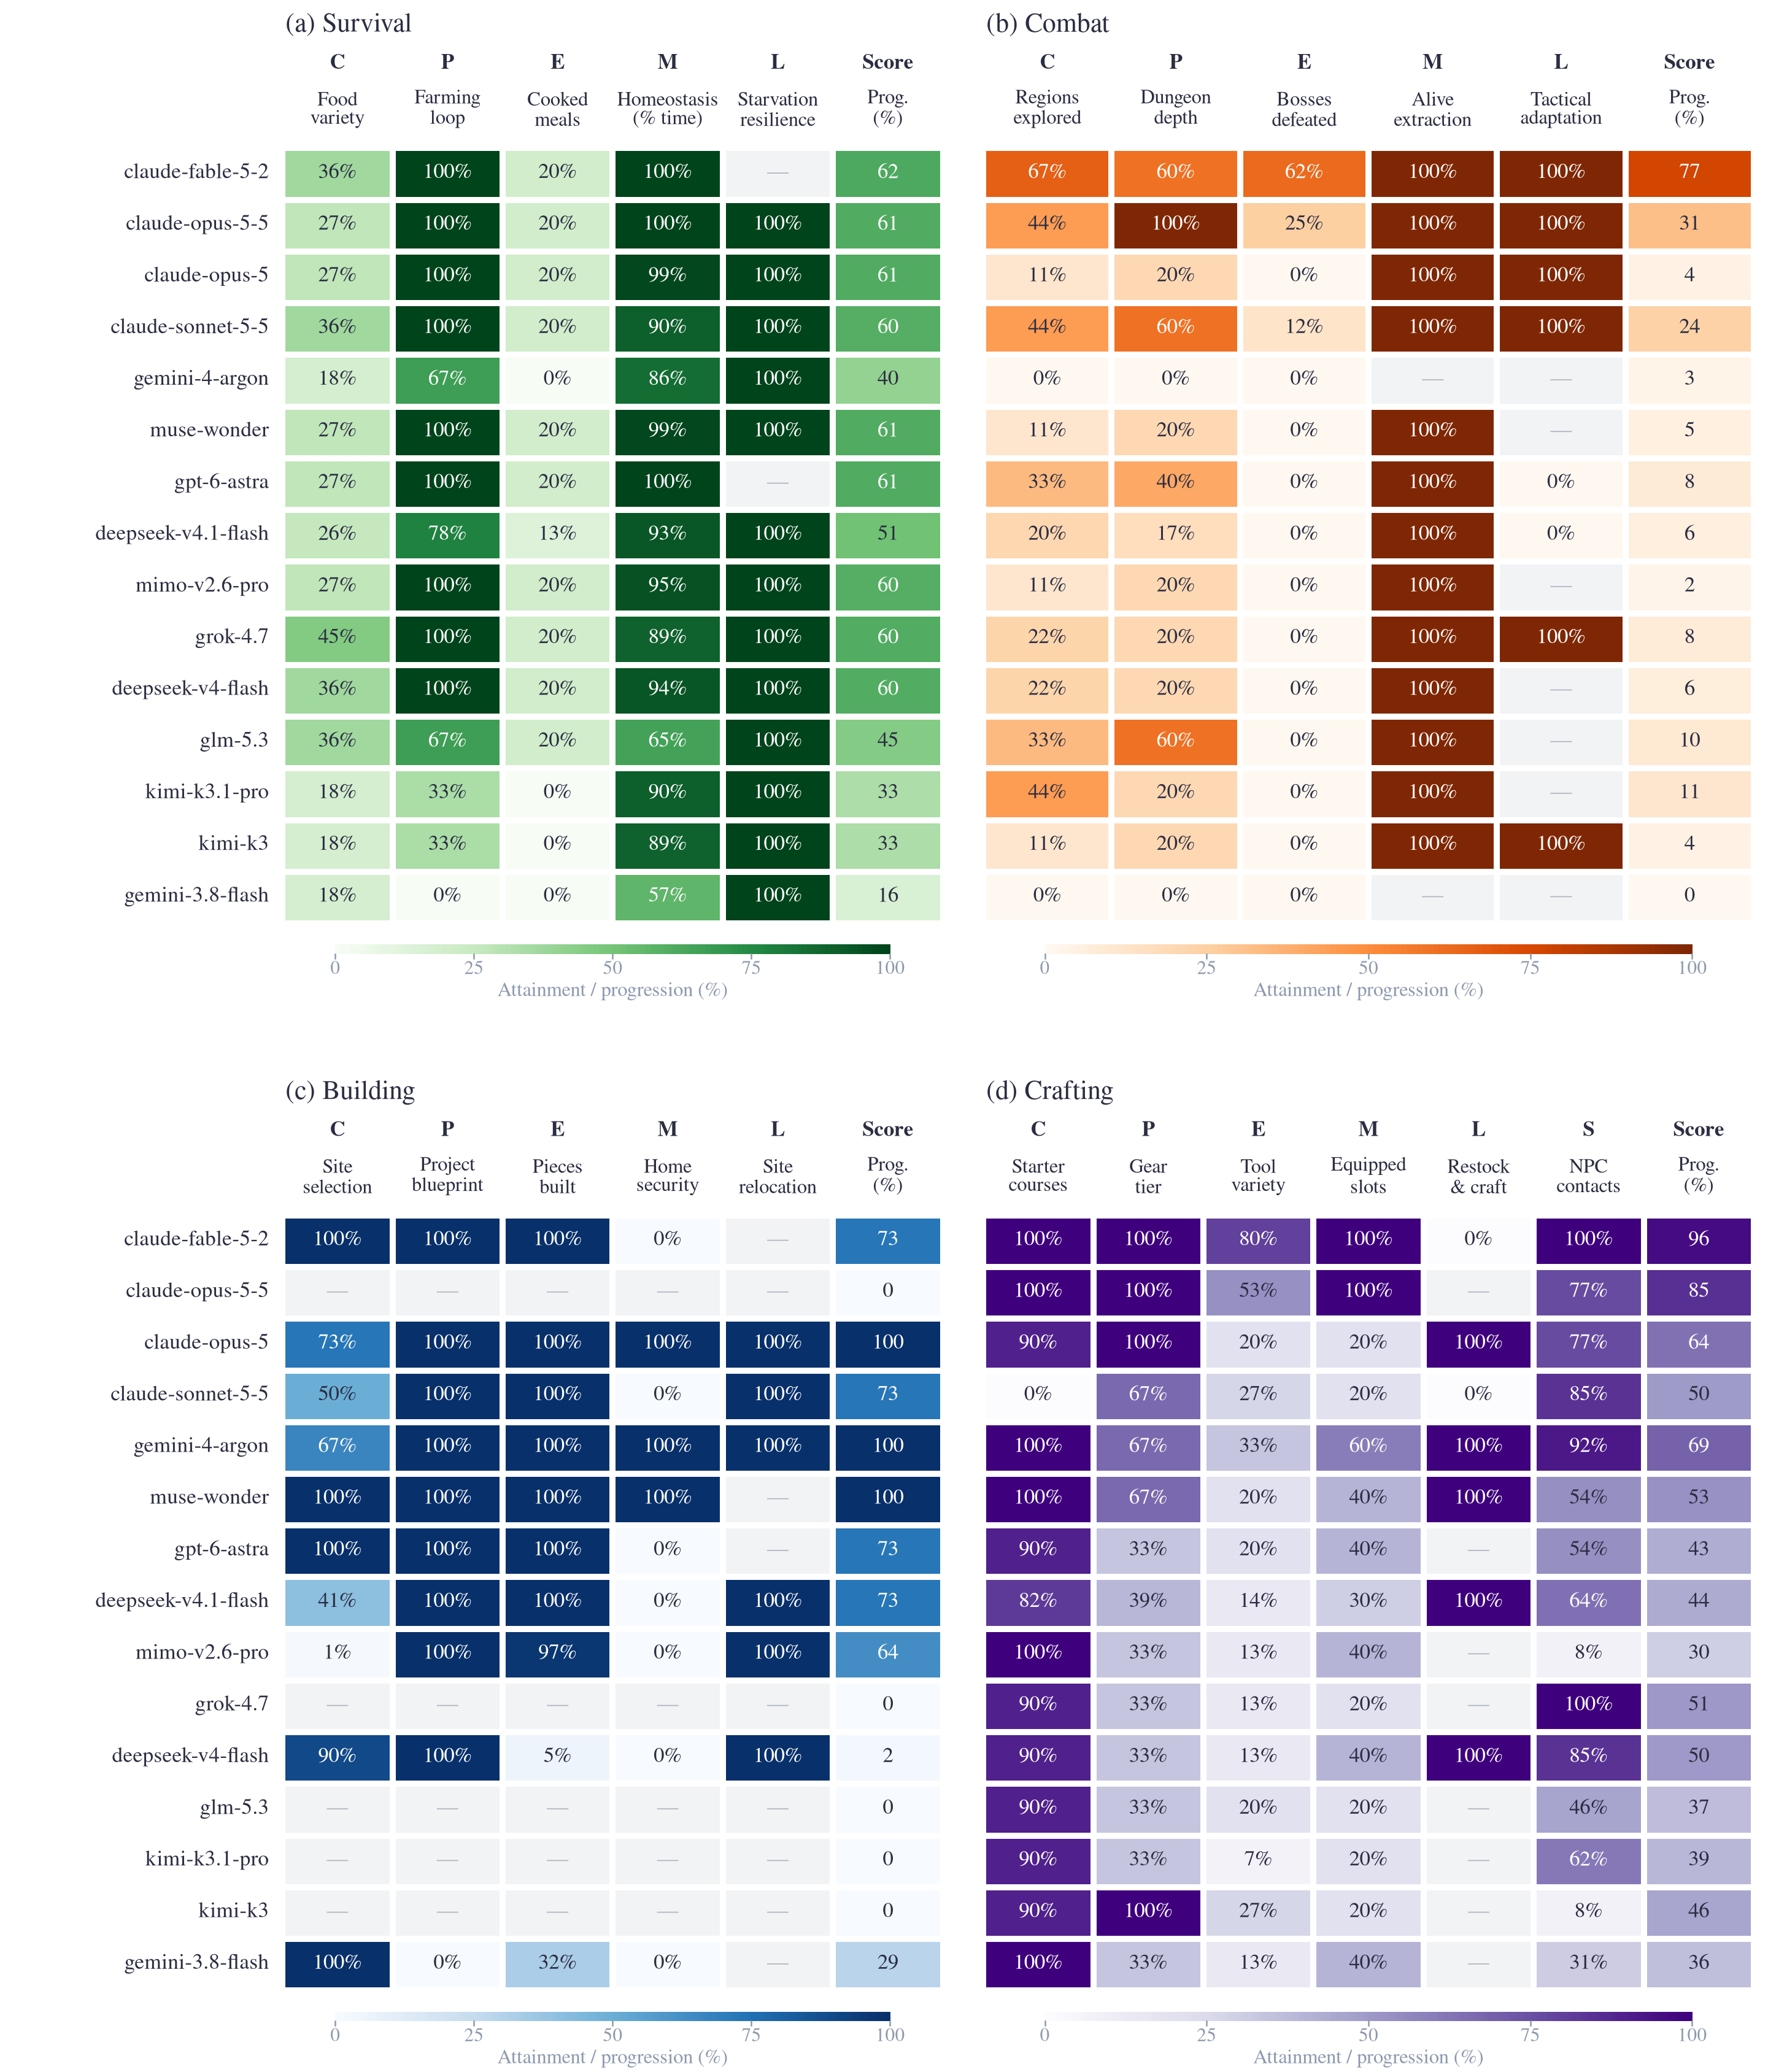 (a) Survival
C P E M L Score
Food variety Farming loop Cooked meals Homeostasis (% time) Starvation resilience Prog. (%)
claude-fable-5-2 36% 100% 20% 100% — 62
claude-opus-5-5 27% 100% 20% 100% 100% 61
claude-opus-5 27% 100% 20% 99% 100% 61
claude-sonnet-5-5 36% 100% 20% 90% 100% 60
gemini-4-argon 18% 67% 0% 86% 100% 40
muse-wonder 27% 100% 20% 99% 100% 61
gpt-6-astra 27% 100% 20% 100% — 61
deepseek-v4.1-flash 26% 78% 13% 93% 100% 51
mimo-v2.6-pro 27% 100% 20% 95% 100% 60
grok-4.7 45% 100% 20% 89% 100% 60
deepseek-v4-flash 36% 100% 20% 94% 100% 60
glm-5.3 36% 67% 20% 65% 100% 45
kimi-k3.1-pro 18% 33% 0% 90% 100% 33
kimi-k3 18% 33% 0% 89% 100% 33
gemini-3.8-flash 18% 0% 0% 57% 100% 16
0 25 50 75 100
Attainment / progression (%)
(b) Combat
C P E M L Score
Regions explored Dungeon depth Bosses defeated Alive extraction Tactical adaptation Prog. (%)
67% 60% 62% 100% 100% 77
44% 100% 25% 100% 100% 31
11% 20% 0% 100% 100% 4
44% 60% 12% 100% 100% 24
0% 0% 0% — — 3
11% 20% 0% 100% — 5
33% 40% 0% 100% 0% 8
20% 17% 0% 100% 0% 6
11% 20% 0% 100% — 2
22% 20% 0% 100% 100% 8
22% 20% 0% 100% — 6
33% 60% 0% 100% — 10
44% 20% 0% 100% — 11
11% 20% 0% 100% 100% 4
0% 0% 0% — — 0
0 25 50 75 100
Attainment / progression (%)
(c) Building
C P E M L Score
Site selection Project blueprint Pieces built Home security Site relocation Prog. (%)
claude-fable-5-2 100% 100% 100% 0% — 73
claude-opus-5-5 — — — — — 0
claude-opus-5 73% 100% 100% 100% 100% 100
claude-sonnet-5-5 50% 100% 100% 0% 100% 73
gemini-4-argon 67% 100% 100% 100% 100% 100
muse-wonder 100% 100% 100% 100% — 100
gpt-6-astra 100% 100% 100% 0% — 73
deepseek-v4.1-flash 41% 100% 100% 0% 100% 73
mimo-v2.6-pro 1% 100% 97% 0% 100% 64
grok-4.7 — — — — — 0
deepseek-v4-flash 90% 100% 5% 0% 100% 2
glm-5.3 — — — — — 0
kimi-k3.1-pro — — — — — 0
kimi-k3 — — — — — 0
gemini-3.8-flash 100% 0% 32% 0% — 29
0 25 50 75 100
Attainment / progression (%)
(d) Crafting
C P E M L S Score
Starter courses Gear tier Tool variety Equipped slots Restock & craft NPC contacts Prog. (%)
100% 100% 80% 100% 0% 100% 96
100% 100% 53% 100% — 77% 85
90% 100% 20% 20% 100% 77% 64
0% 67% 27% 20% 0% 85% 50
100% 67% 33% 60% 100% 92% 69
100% 67% 20% 40% 100% 54% 53
90% 33% 20% 40% — 54% 43
82% 39% 14% 30% 100% 64% 44
100% 33% 13% 40% — 8% 30
90% 33% 13% 20% — 100% 51
90% 33% 13% 40% 100% 85% 50
90% 33% 20% 20% — 46% 37
90% 33% 7% 20% — 62% 39
90% 100% 27% 20% — 8% 46
100% 33% 13% 40% — 31% 36
0 25 50 75 100
Attainment / progression (%)